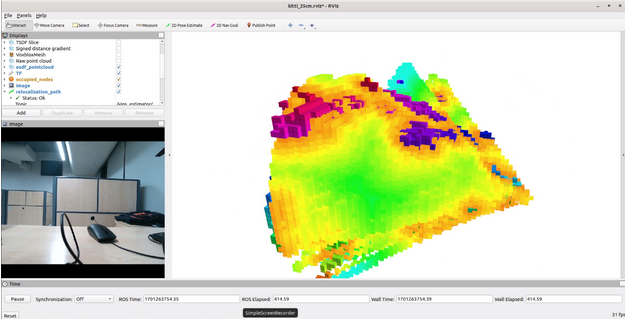 kitti_25cm.rviz* - RViz
File Panels Help
Interact Move Camera Select Focus Camera Measure 2D Pose Estimate 2D Nav Goal Publish Point
Displays
TSDF Slice
Signed distance gradient
VoxbloxMesh
Raw point cloud
esdf_pointcloud
TF
occupied_nodes
Image
relocalization_path
Status: Ok
Topic
Add Duplicate Remove Rename
Image
Time
Pause Synchronization: Off ROS Time: 1701263754.35 ROS Elapsed: 414.59 Wall Time: 1701263754.39 Wall Elapsed: 414.59
SimpleScreenRecorder
Reset 31 fps